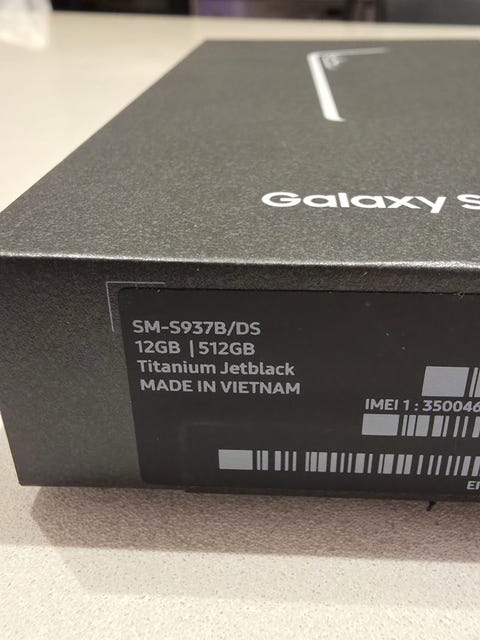 Galaxy S
SM-S937B/DS
12GB | 512GB
Titanium Jetblack
MADE IN VIETNAM
IMEI 1 : 350046